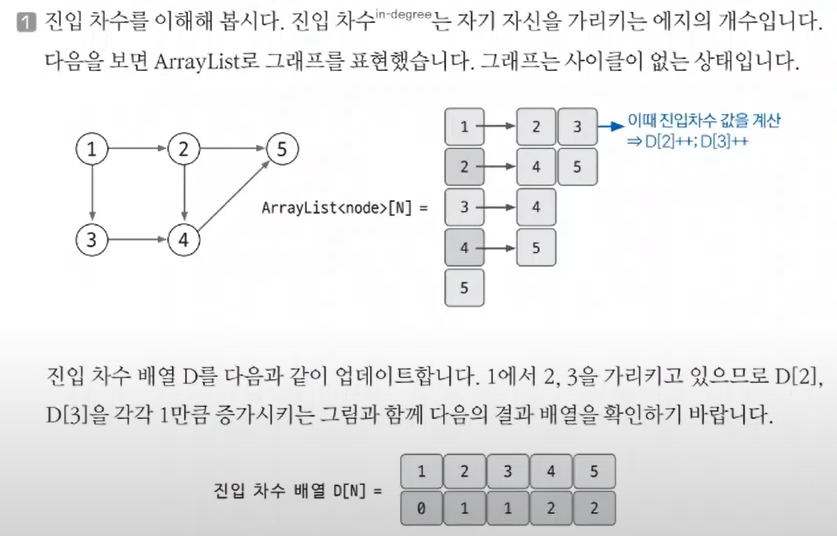 1 진입 차수를 이해해 봅시다. 진입 차수in-degree는 자기 자신을 가리키는 에지의 개수입니다.
다음을 보면 ArrayList로 그래프를 표현했습니다. 그래프는 사이클이 없는 상태입니다.
1 2 5
3 4
ArrayList<node>[N] =
1 2 3
2 4 5
3 4
4 5
5
이때 진입차수 값을 계산
⇒ D[2]++; D[3]++
진입 차수 배열 D를 다음과 같이 업데이트합니다. 1에서 2, 3을 가리키고 있으므로 D[2],
D[3]을 각각 1만큼 증가시키는 그림과 함께 다음의 결과 배열을 확인하기 바랍니다.
진입 차수 배열 D[N] =
1 2 3 4 5
0 1 1 2 2